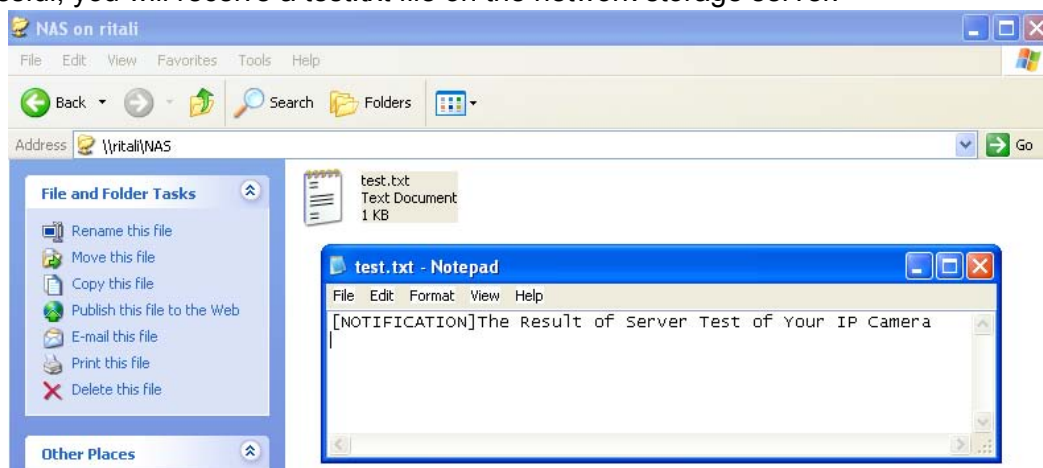 you will receive a test.txt file on the network storage server.
NAS on ritali
File Edit View Favorites Tools Help
Back Search Folders
Address \\ritali\NAS Go
File and Folder Tasks
Rename this file
Move this file
Copy this file
Publish this file to the Web
E-mail this file
Print this file
Delete this file
Other Places
test.txt
Text Document
1 KB
test.txt - Notepad
File Edit Format View Help
[NOTIFICATION]The Result of Server Test of Your IP Camera